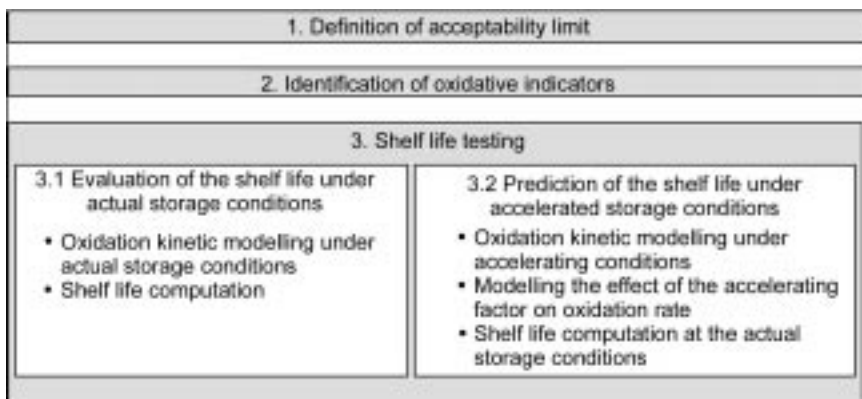 1. Definition of acceptability limit
2. Identification of oxidative indicators
3. Shelf life testing
3.1 Evaluation of the shelf life under
actual storage conditions
• Oxidation kinetic modelling under
actual storage conditions
• Shelf life computation
3.2 Prediction of the shelf life under
accelerated storage conditions
• Oxidation kinetic modelling under
accelerating conditions
• Modelling the effect of the accelerating
factor on oxidation rate
• Shelf life computation at the actual
storage conditions